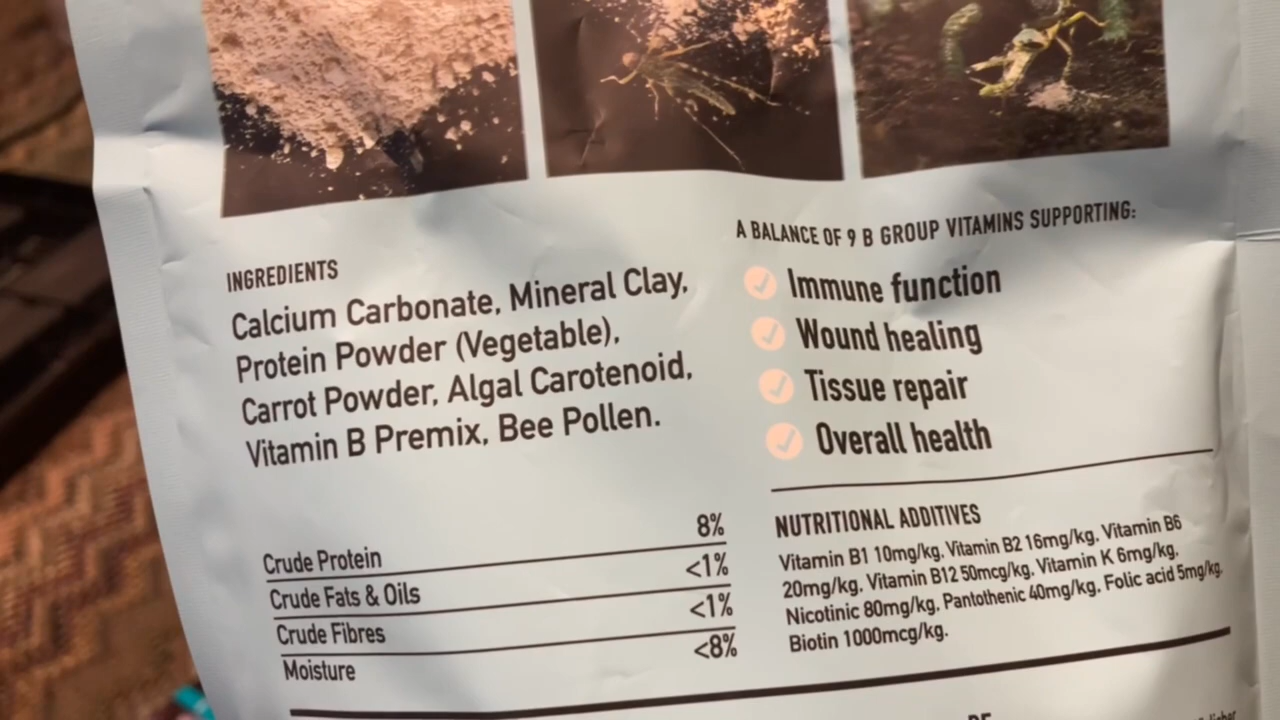 INGREDIENTS
Calcium Carbonate, Mineral Clay,
Protein Powder (Vegetable),
Carrot Powder, Algal Carotenoid,
Vitamin B Premix, Bee Pollen.
Crude Protein 8%
Crude Fats & Oils <1%
Crude Fibres <1%
Moisture <8%
A BALANCE OF 9 B GROUP VITAMINS SUPPORTING:
Immune function
Wound healing
Tissue repair
Overall health
NUTRITIONAL ADDITIVES
Vitamin B1 10mg/kg, Vitamin B2 16mg/kg, Vitamin B6
20mg/kg, Vitamin B12 50mcg/kg, Vitamin K 6mg/kg,
Nicotinic 80mg/kg, Pantothenic 40mg/kg, Folic acid 5mg/kg,
Biotin 1000mcg/kg.